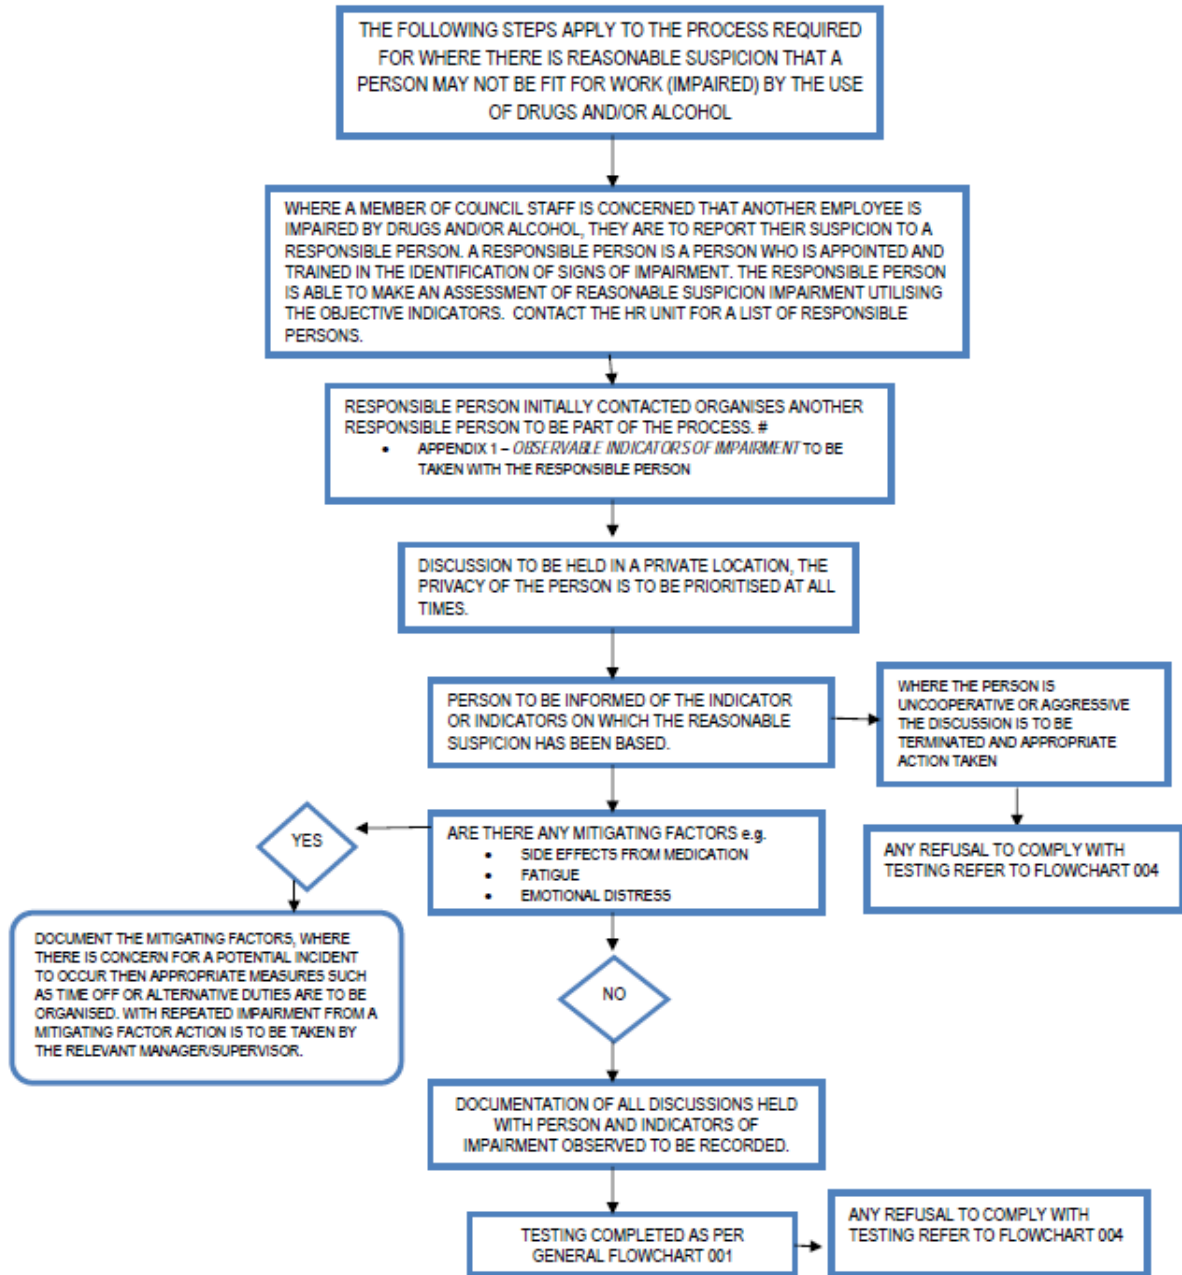 THE FOLLOWING STEPS APPLY TO THE PROCESS REQUIRED
FOR WHERE THERE IS REASONABLE SUSPICION THAT A
PERSON MAY NOT BE FIT FOR WORK (IMPAIRED) BY THE USE
OF DRUGS AND/OR ALCOHOL
WHERE A MEMBER OF COUNCIL STAFF IS CONCERNED THAT ANOTHER EMPLOYEE IS
IMPAIRED BY DRUGS AND/OR ALCOHOL, THEY ARE TO REPORT THEIR SUSPICION TO A
RESPONSIBLE PERSON. A RESPONSIBLE PERSON IS A PERSON WHO IS APPOINTED AND
TRAINED IN THE IDENTIFICATION OF SIGNS OF IMPAIRMENT. THE RESPONSIBLE PERSON
IS ABLE TO MAKE AN ASSESSMENT OF REASONABLE SUSPICION IMPAIRMENT UTILISING
THE OBJECTIVE INDICATORS. CONTACT THE HR UNIT FOR A LIST OF RESPONSIBLE
PERSONS.
RESPONSIBLE PERSON INITIALLY CONTACTED ORGANISES ANOTHER
RESPONSIBLE PERSON TO BE PART OF THE PROCESS. #
• APPENDIX 1 – OBSERVABLE INDICATORS OF IMPAIRMENT TO BE
TAKEN WITH THE RESPONSIBLE PERSON
DISCUSSION TO BE HELD IN A PRIVATE LOCATION, THE
PRIVACY OF THE PERSON IS TO BE PRIORITISED AT ALL
TIMES.
PERSON TO BE INFORMED OF THE INDICATOR
OR INDICATORS ON WHICH THE REASONABLE
SUSPICION HAS BEEN BASED.
WHERE THE PERSON IS
UNCOOPERATIVE OR AGGRESSIVE
THE DISCUSSION IS TO BE
TERMINATED AND APPROPRIATE
ACTION TAKEN
ANY REFUSAL TO COMPLY WITH
TESTING REFER TO FLOWCHART 004
ARE THERE ANY MITIGATING FACTORS e.g.
• SIDE EFFECTS FROM MEDICATION
• FATIGUE
• EMOTIONAL DISTRESS
YES
DOCUMENT THE MITIGATING FACTORS, WHERE
THERE IS CONCERN FOR A POTENTIAL INCIDENT
TO OCCUR THEN APPROPRIATE MEASURES SUCH
AS TIME OFF OR ALTERNATIVE DUTIES ARE TO BE
ORGANISED. WITH REPEATED IMPAIRMENT FROM A
MITIGATING FACTOR ACTION IS TO BE TAKEN BY
THE RELEVANT MANAGER/SUPERVISOR.
NO
DOCUMENTATION OF ALL DISCUSSIONS HELD
WITH PERSON AND INDICATORS OF
IMPAIRMENT OBSERVED TO BE RECORDED.
TESTING COMPLETED AS PER
GENERAL FLOWCHART 001
ANY REFUSAL TO COMPLY WITH
TESTING REFER TO FLOWCHART 004